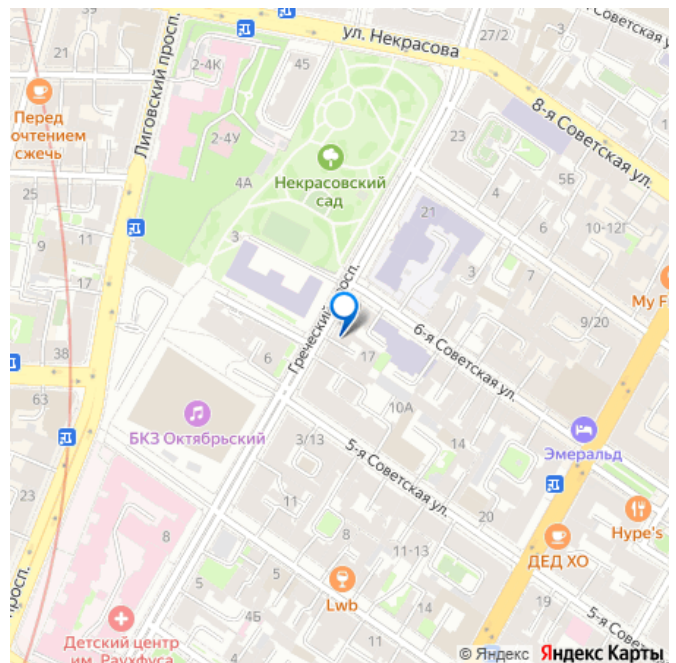 ул. Некрасова
27/2
Советская у
21
2-4К
45
Лиговский просп.
Перед
очтением
сжечь
2-4У
8-я Советская ул.
23
4А
Некрасовский
сад
5Б
25
4
21
6
10-12Г
9
11
3
3
7
17
Греческий просп.
My F
6-я Советская ул.
9/20
38
6
17
63
10А
БКЗ Октябрьский
3/13
14
Эмеральд
5-я Советская ул.
23
11
20
Hype's
8
8
11-13
ДЕД ХО
просп.
5
Lwb
5
4Б
6
19
5-я Сов
Детский центр
им. Раухфуса
© Яндекс Яндекс Карты